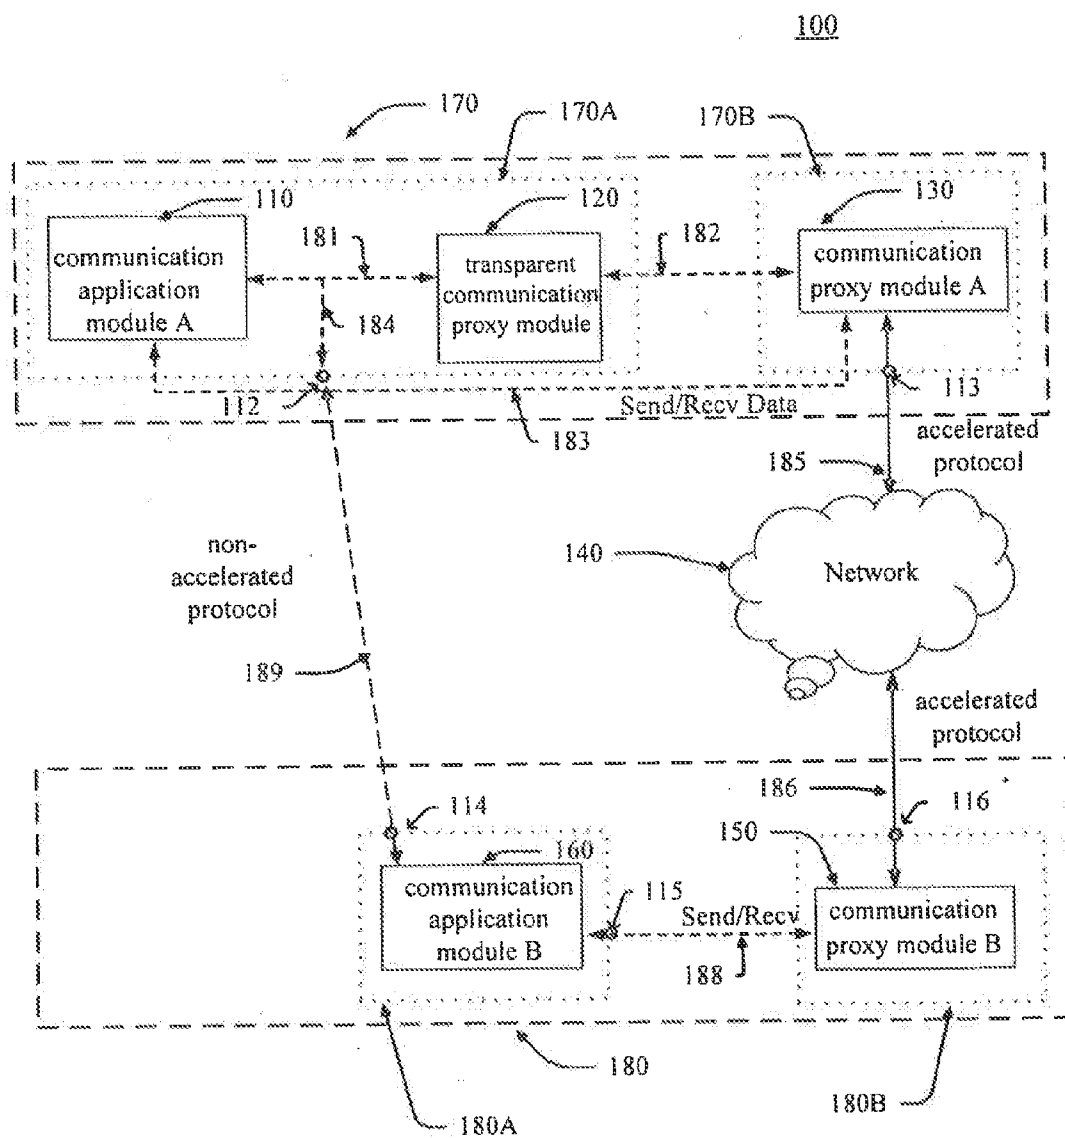 100
170
170A
170B
110
120
130
181
182
communication
application
module A
transparent
communication
proxy module
communication
proxy module A
184
112
113
Send/Recv Data
183
accelerated
protocol
185
non-
accelerated
protocol
140
Network
189
accelerated
protocol
186
116
114
150
160
communication
application
module B
115
Send/Recv
communication
proxy module B
188
180
180A
180B